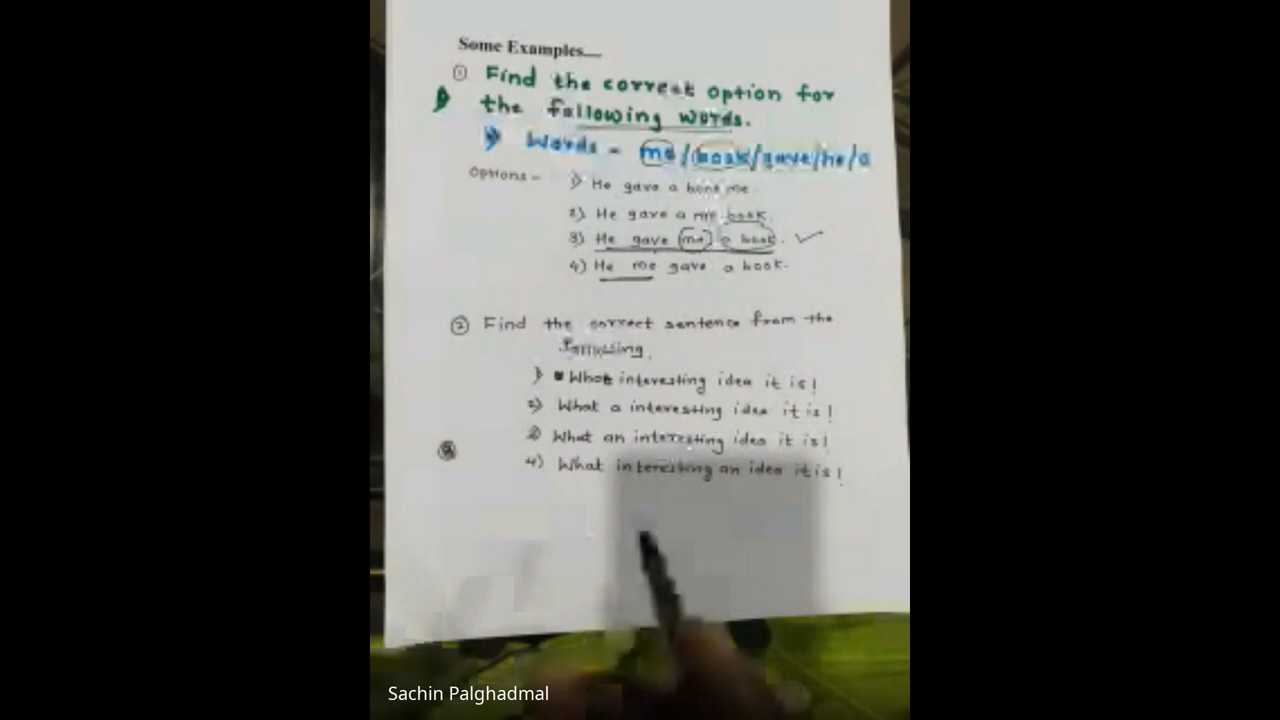 Some Examples....
① Find the correct option for
the following words.
Words - me/book/gave/he/a
Options - 1) He gave a book me.
2) He gave a me book.
3) He gave me a book. ✓
4) He me gave a book.
② Find the correct sentence from the
following.
1) What interesting idea it is!
2) What a interesting idea it is!
3) What an interesting idea it is!
4) What interesting an idea it is!
Sachin Palghadmal